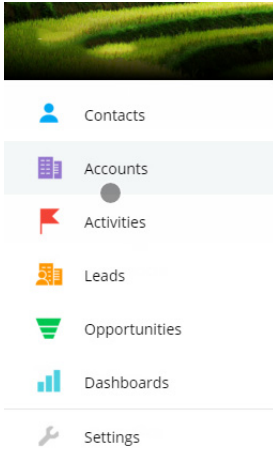 Contacts
Accounts
Activities
Leads
Opportunities
Dashboards
Settings